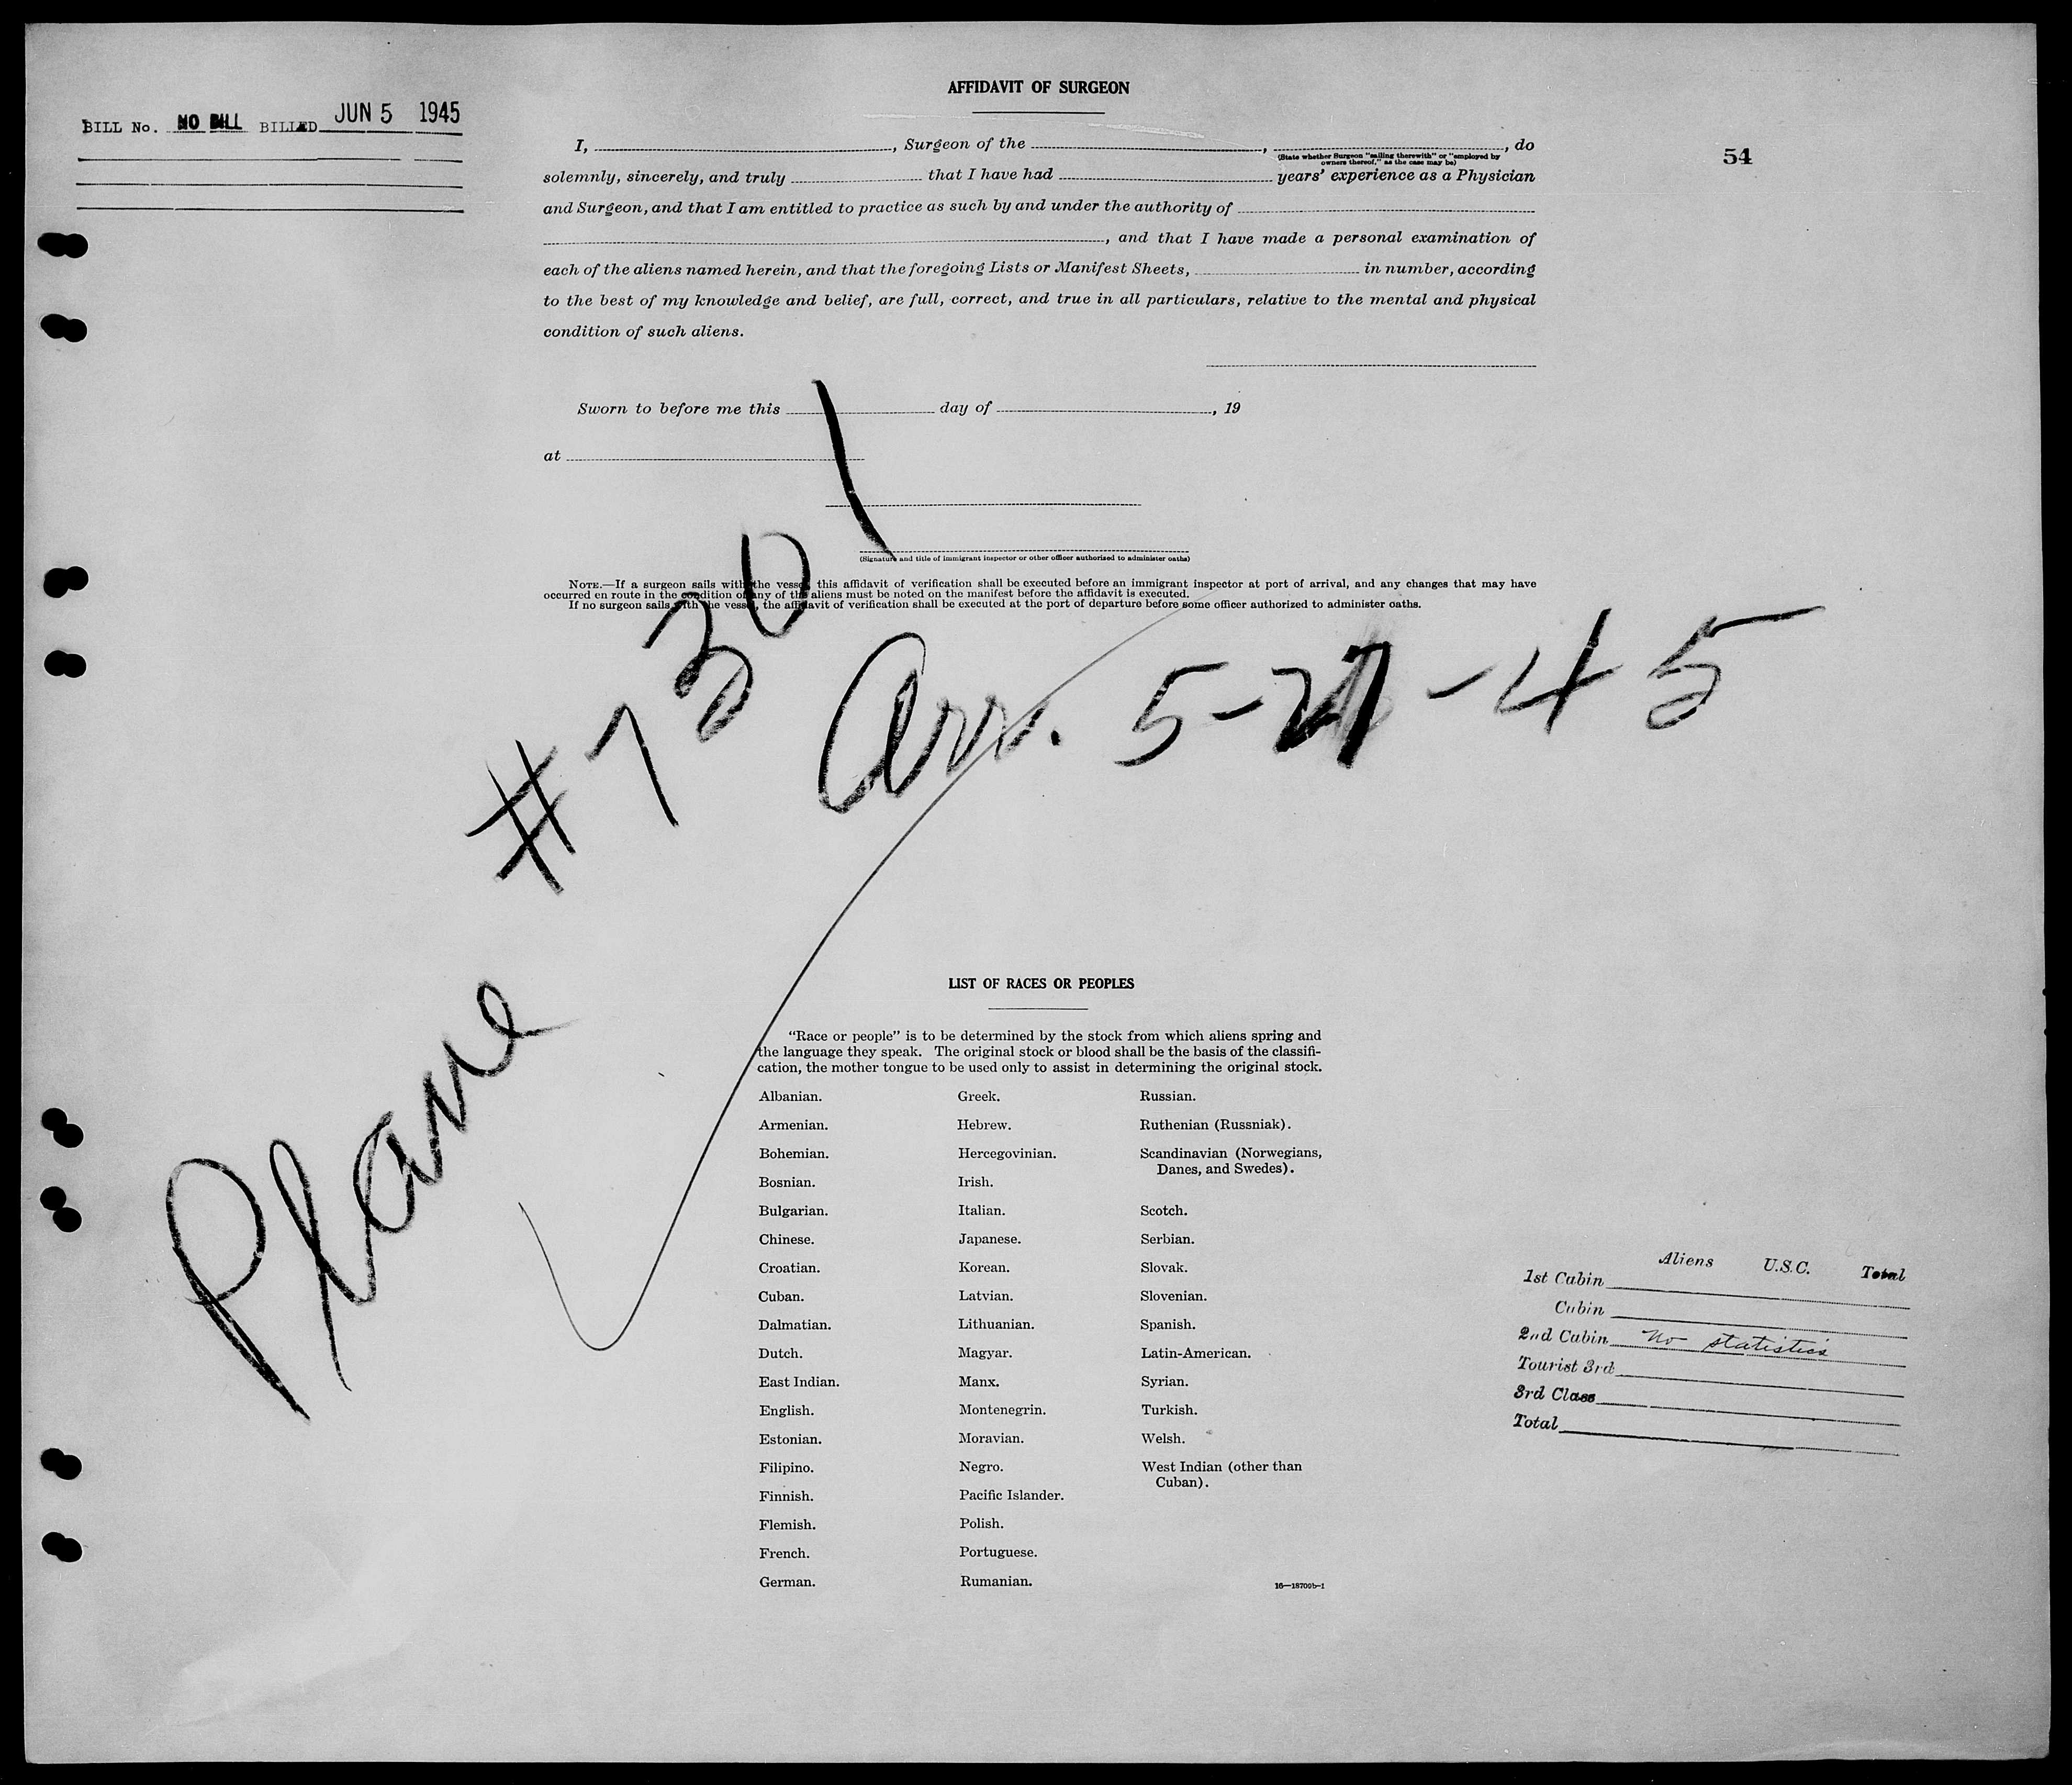 AFFIDAVIT OF SURGEON
BILL No. NO BILL BILLED JUN 5 1945
54
I, , Surgeon of the , , do
(State whether Surgeon "sailing therewith" or "employed by
owners thereof," as the case may be)
solemnly, sincerely, and truly that I have had years' experience as a Physician
and Surgeon, and that I am entitled to practice as such by and under the authority of
, and that I have made a personal examination of
each of the aliens named herein, and that the foregoing Lists or Manifest Sheets, in number, according
to the best of my knowledge and belief, are full, correct, and true in all particulars, relative to the mental and physical
condition of such aliens.
Sworn to before me this day of , 19
at
(Signature and title of immigrant inspector or other officer authorized to administer oaths)
NOTE.—If a surgeon sails with the vessel, this affidavit of verification shall be executed before an immigrant inspector at port of arrival, and any changes that may have
occurred en route in the condition of any of the aliens must be noted on the manifest before the affidavit is executed.
If no surgeon sails with the vessel, the affidavit of verification shall be executed at the port of departure before some officer authorized to administer oaths.
Plane #7301
Arr. 5-27-45
LIST OF RACES OR PEOPLES
"Race or people" is to be determined by the stock from which aliens spring and
the language they speak. The original stock or blood shall be the basis of the classifi-
cation, the mother tongue to be used only to assist in determining the original stock.
Albanian.
Armenian.
Bohemian.
Bosnian.
Bulgarian.
Chinese.
Croatian.
Cuban.
Dalmatian.
Dutch.
East Indian.
English.
Estonian.
Filipino.
Finnish.
Flemish.
French.
German.
Greek.
Hebrew.
Hercegovinian.
Irish.
Italian.
Japanese.
Korean.
Latvian.
Lithuanian.
Magyar.
Manx.
Montenegrin.
Moravian.
Negro.
Pacific Islander.
Polish.
Portuguese.
Rumanian.
Russian.
Ruthenian (Russniak).
Scandinavian (Norwegians,
Danes, and Swedes).
Scotch.
Serbian.
Slovak.
Slovenian.
Spanish.
Latin-American.
Syrian.
Turkish.
Welsh.
West Indian (other than
Cuban).
16—18700b-1
Aliens U.S.C. Total
1st Cabin
Cabin
2nd Cabin No statistics
Tourist 3rd
3rd Class
Total